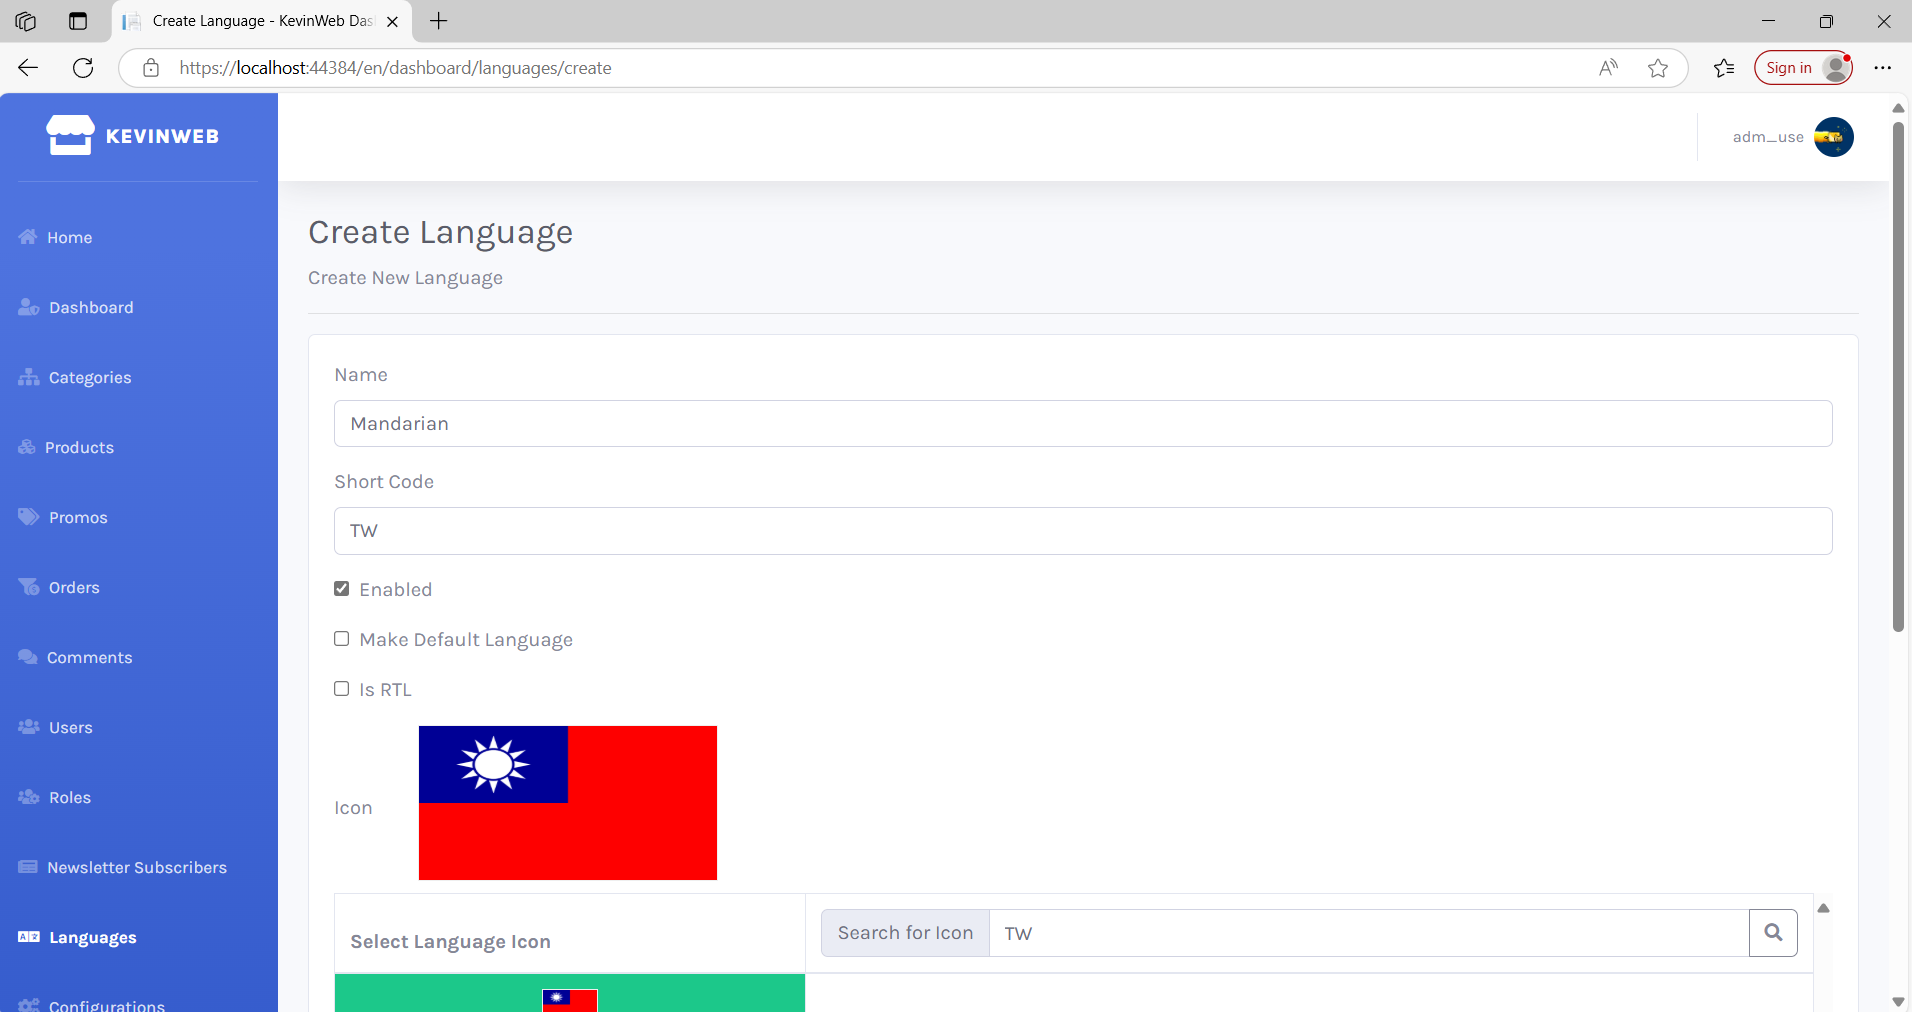 Create Language - KevinWeb Das
https://localhost:44384/en/dashboard/languages/create
Sign in
KEVINWEB
adm_use
Home
Dashboard
Categories
Products
Promos
Orders
Comments
Users
Roles
Newsletter Subscribers
Languages
Configurations
Create Language
Create New Language
Name
Mandarian
Short Code
TW
Enabled
Make Default Language
Is RTL
Icon
Select Language Icon
Search for Icon
TW